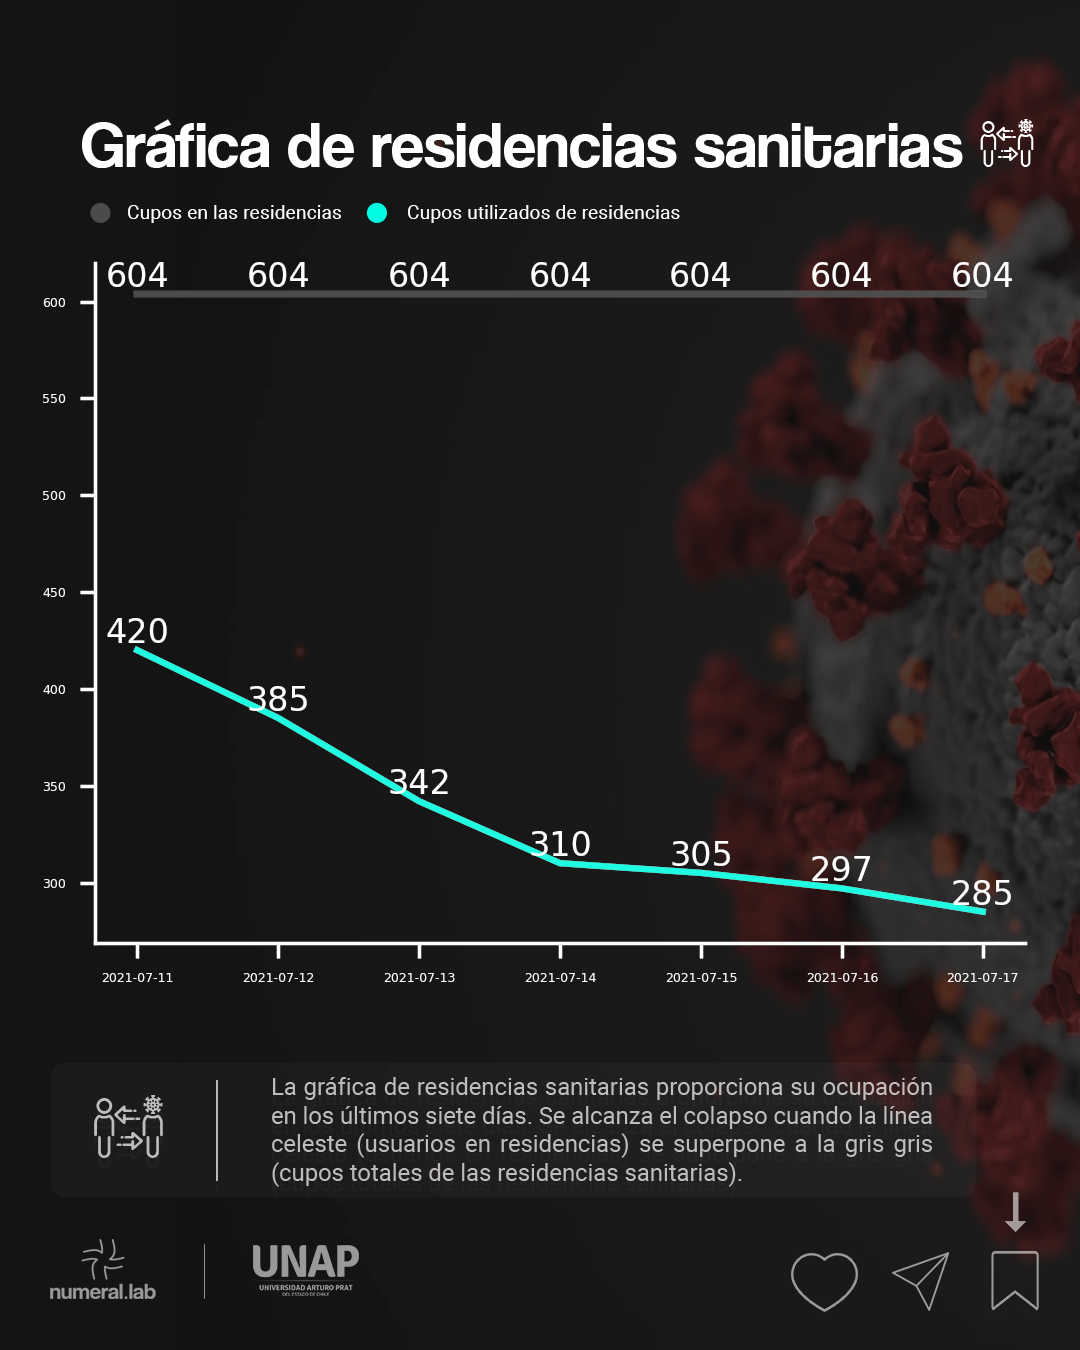 Gráfica de residencias sanitarias
Cupos en las residencias
Cupos utilizados de residencias
604 604 604 604 604 604 604
600
550
500
450
400
350
300
420
385
342
310
305
297
285
2021-07-11 2021-07-12 2021-07-13 2021-07-14 2021-07-15 2021-07-16 2021-07-17
La gráfica de residencias sanitarias proporciona su ocupación
en los últimos siete días. Se alcanza el colapso cuando la línea
celeste (usuarios en residencias) se superpone a la gris gris
(cupos totales de las residencias sanitarias).
numeral.lab
UNAP
UNIVERSIDAD ARTURO PRAT
DEL ESTADO DE CHILE